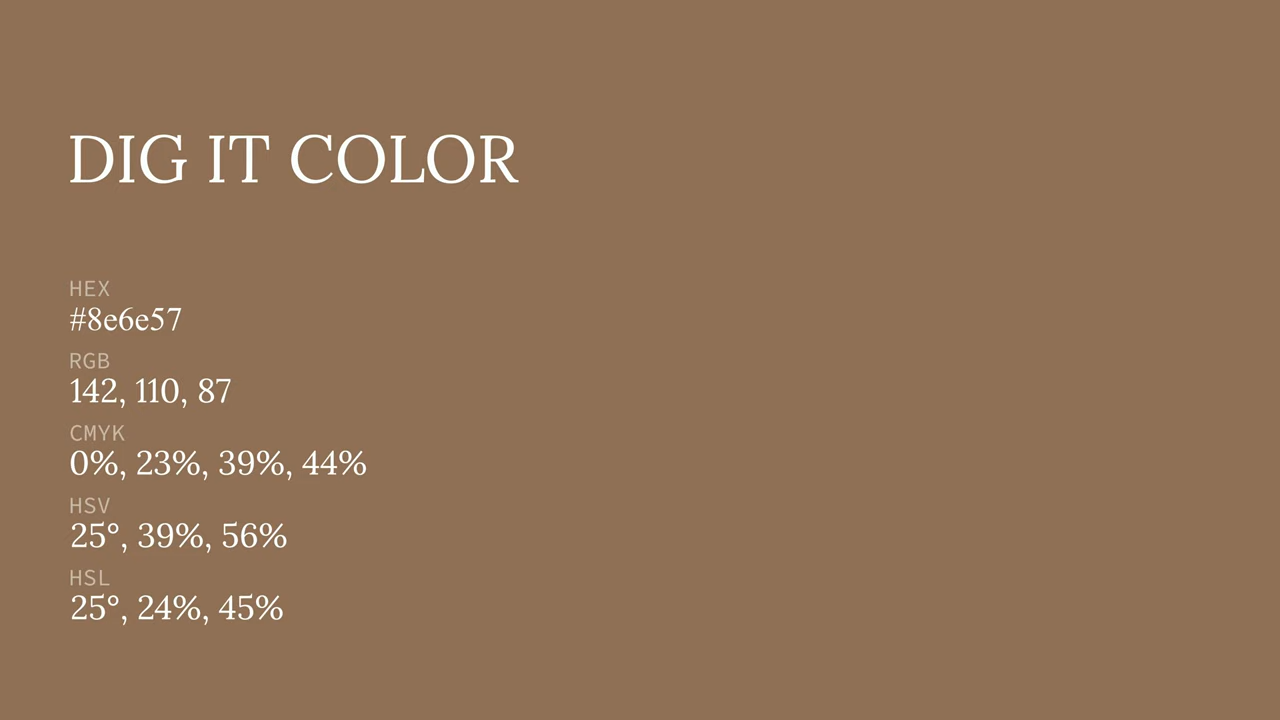 DIG IT COLOR
HEX
#8e6e57
RGB
142, 110, 87
CMYK
0%, 23%, 39%, 44%
HSV
25°, 39%, 56%
HSL
25°, 24%, 45%